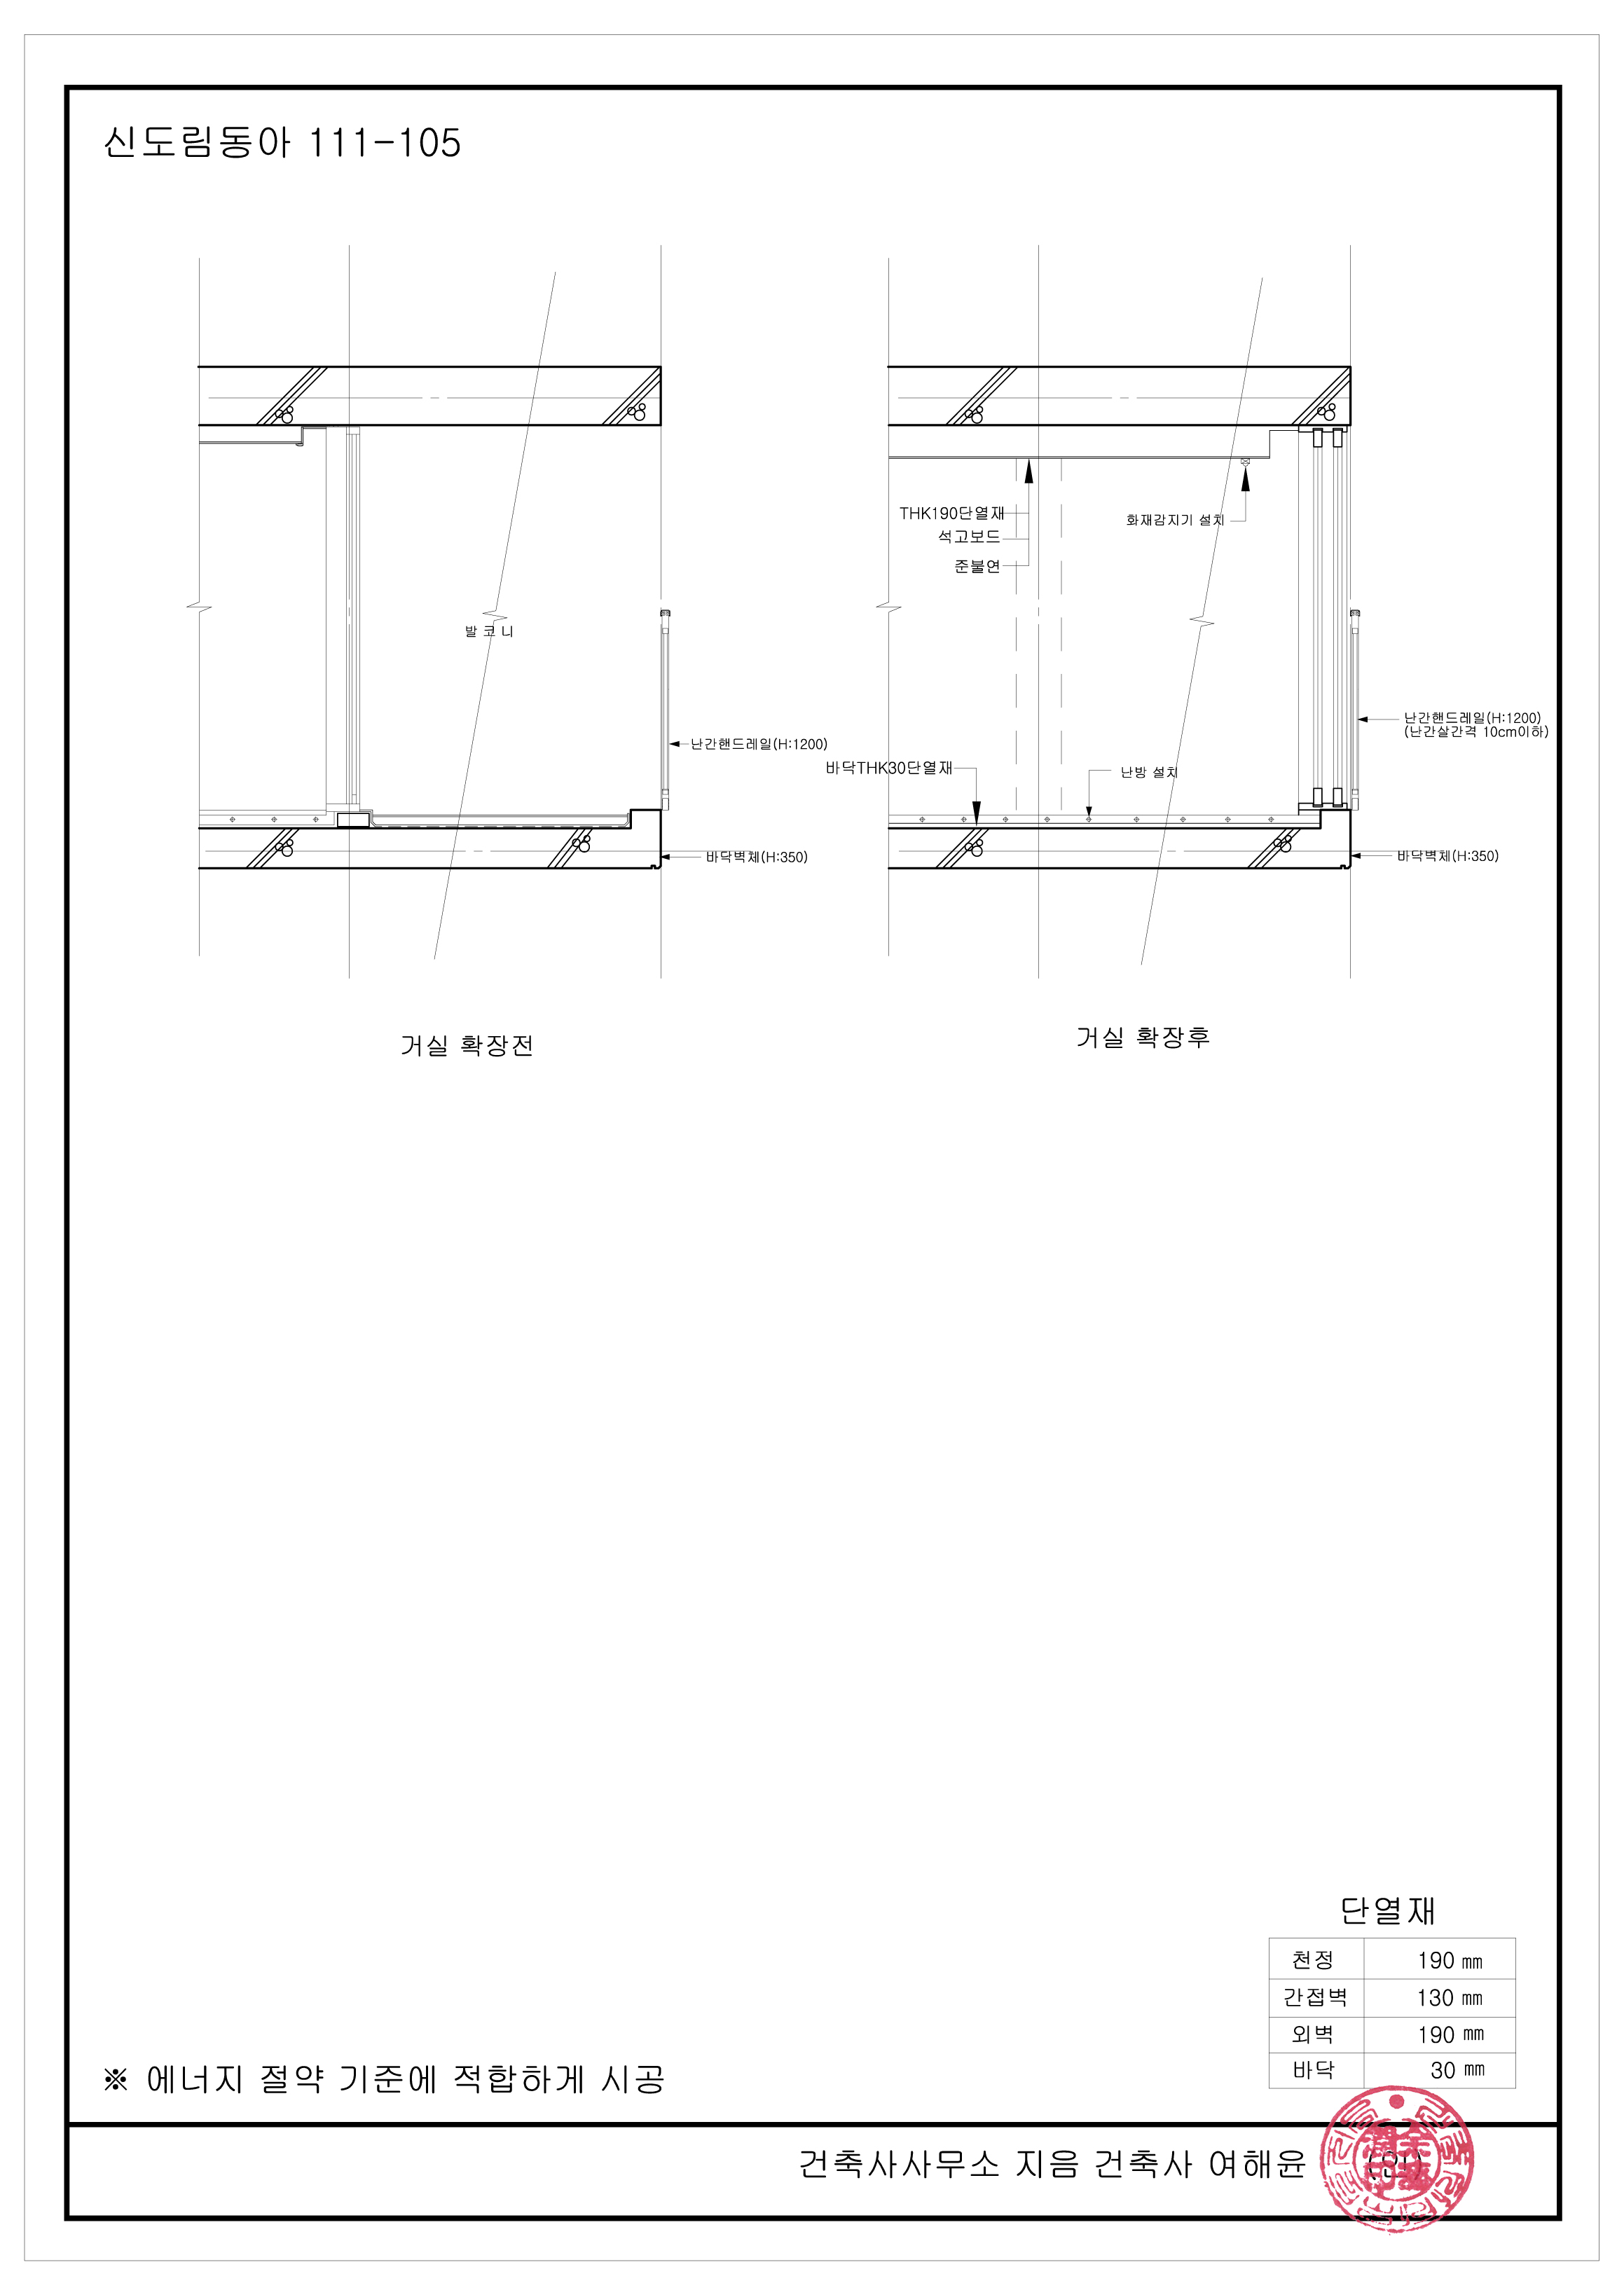 신도림동아 111-105
발 코 니
난간핸드레일(H:1200)
바닥벽체(H:350)
거실 확장전
THK190단열재
석고보드
준불연
화재감지기 설치
바닥THK30단열재
난방 설치
난간핸드레일(H:1200)
(난간살간격 10cm이하)
바닥벽체(H:350)
거실 확장후
단열재
천정 190 ㎜
간접벽 130 ㎜
외벽 190 ㎜
바닥 30 ㎜
※ 에너지 절약 기준에 적합하게 시공
건축사사무소 지음 건축사 여해윤 (인)